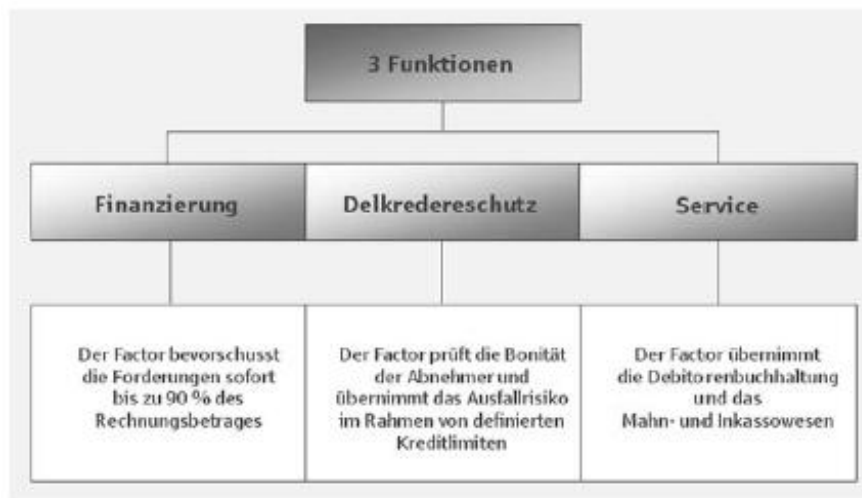 3 Funktionen
Finanzierung
Delkredereschutz
Service
Der Factor bevorschusst
die Forderungen sofort
bis zu 90 % des
Rechnungsbetrages
Der Factor prüft die Bonität
der Abnehmer und
übernimmt das Ausfallrisiko
im Rahmen von definierten
Kreditlimiten
Der Factor übernimmt
die Debitorenbuchhaltung
und das
Mahn- und Inkassowesen